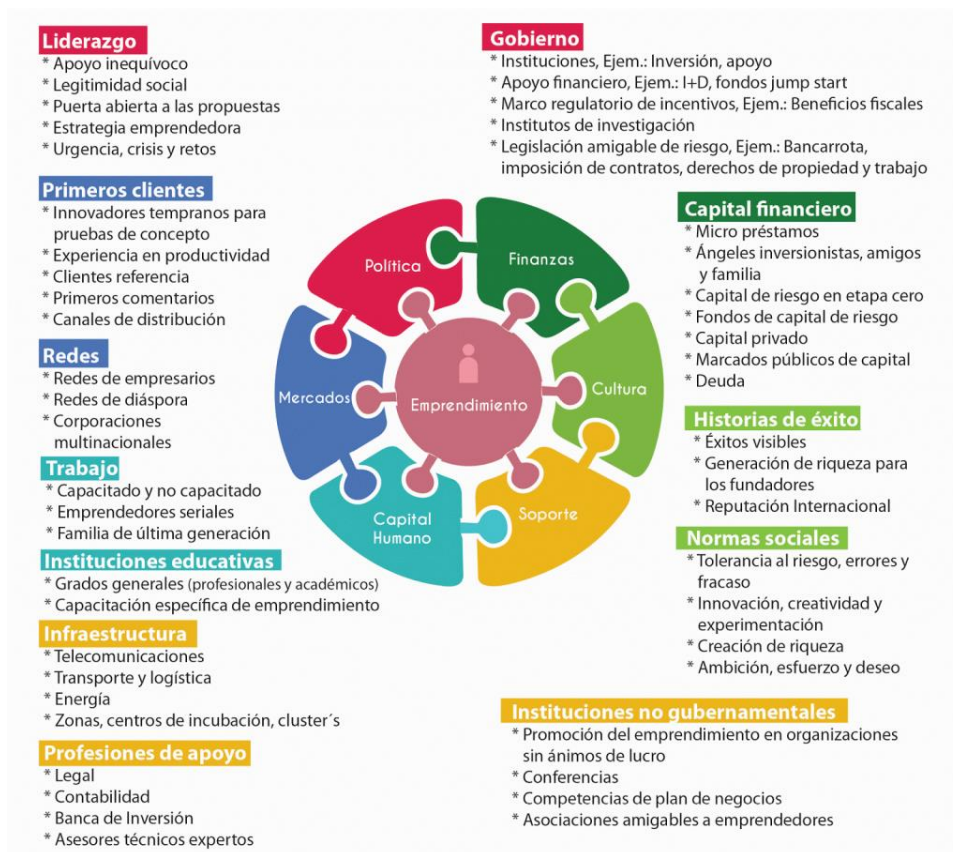 Liderazgo
* Apoyo inequívoco
* Legitimidad social
* Puerta abierta a las propuestas
* Estrategia emprendedora
* Urgencia, crisis y retos
Gobierno
* Instituciones, Ejem.: Inversión, apoyo
* Apoyo financiero, Ejem.: I+D, fondos jump start
* Marco regulatorio de incentivos, Ejem.: Beneficios fiscales
* Institutos de investigación
* Legislación amigable de riesgo, Ejem.: Bancarrota,
imposición de contratos, derechos de propiedad y trabajo
Primeros clientes
* Innovadores tempranos para
pruebas de concepto
* Experiencia en productividad
* Clientes referencia
* Primeros comentarios
* Canales de distribución
Redes
* Redes de empresarios
* Redes de diáspora
* Corporaciones
multinacionales
Trabajo
* Capacitado y no capacitado
* Emprendedores seriales
* Familia de última generación
Instituciones educativas
* Grados generales (profesionales y académicos)
* Capacitación específica de emprendimiento
Infraestructura
* Telecomunicaciones
* Transporte y logística
* Energía
* Zonas, centros de incubación, cluster´s
Profesiones de apoyo
* Legal
* Contabilidad
* Banca de Inversión
* Asesores técnicos expertos
Política
Finanzas
Mercados
Emprendimiento
Cultura
Capital
Humano
Soporte
Capital financiero
* Micro préstamos
* Ángeles inversionistas, amigos
y familia
* Capital de riesgo en etapa cero
* Fondos de capital de riesgo
* Capital privado
* Marcados públicos de capital
* Deuda
Historias de éxito
* Éxitos visibles
* Generación de riqueza para
los fundadores
* Reputación Internacional
Normas sociales
* Tolerancia al riesgo, errores y
fracaso
* Innovación, creatividad y
experimentación
* Creación de riqueza
* Ambición, esfuerzo y deseo
Instituciones no gubernamentales
* Promoción del emprendimiento en organizaciones
sin ánimos de lucro
* Conferencias
* Competencias de plan de negocios
* Asociaciones amigables a emprendedores